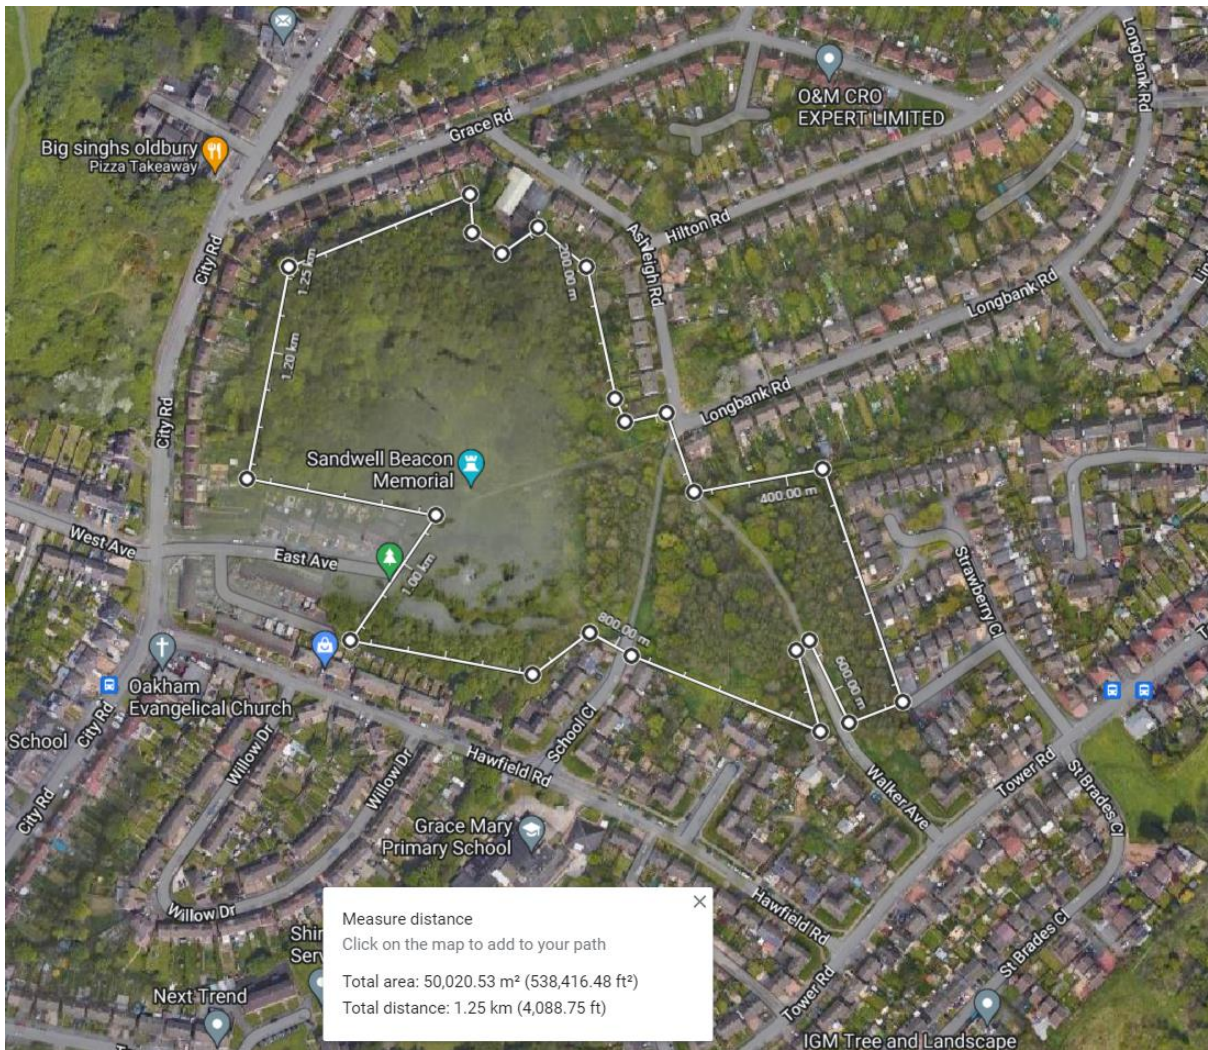 Longbank Rd
O&M CRO
EXPERT LIMITED
Grace Rd
Big singhs oldbury
Pizza Takeaway
Hilton Rd
Ashleigh Rd
City Rd
1.25 km
200.00 m
Longbank Rd
1.20 km
Longbank Rd
City Rd
Sandwell Beacon
Memorial
400.00 m
West Ave
East Ave
1.00 km
Strawberry Cl
800.00 m
600.00 m
Oakham
Evangelical Church
School
City Rd
Willow Dr
Willow Dr
School Cl
Hawfield Rd
Tower Rd
St Brades Cl
Walker Ave
City Rd
Grace Mary
Primary School
Willow Dr
Hawfield Rd
St Brades Cl
Tower Rd
Next Trend
IGM Tree and Landscape
Measure distance
Click on the map to add to your path
Total area: 50,020.53 m² (538,416.48 ft²)
Total distance: 1.25 km (4,088.75 ft)